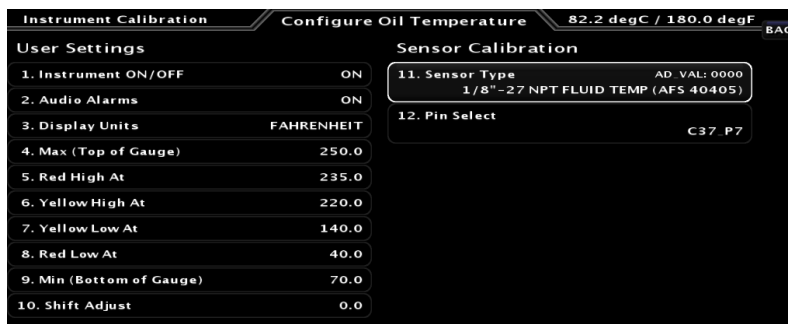 Instrument Calibration Configure Oil Temperature 82.2 degC / 180.0 degF
User Settings
1. Instrument ON/OFF ON
2. Audio Alarms ON
3. Display Units FAHRENHEIT
4. Max (Top of Gauge) 250.0
5. Red High At 235.0
6. Yellow High At 220.0
7. Yellow Low At 140.0
8. Red Low At 40.0
9. Min (Bottom of Gauge) 70.0
10. Shift Adjust 0.0
Sensor Calibration
11. Sensor Type AD_VAL: 0000
1/8"-27 NPT FLUID TEMP (AFS 40405)
12. Pin Select
C37_P7